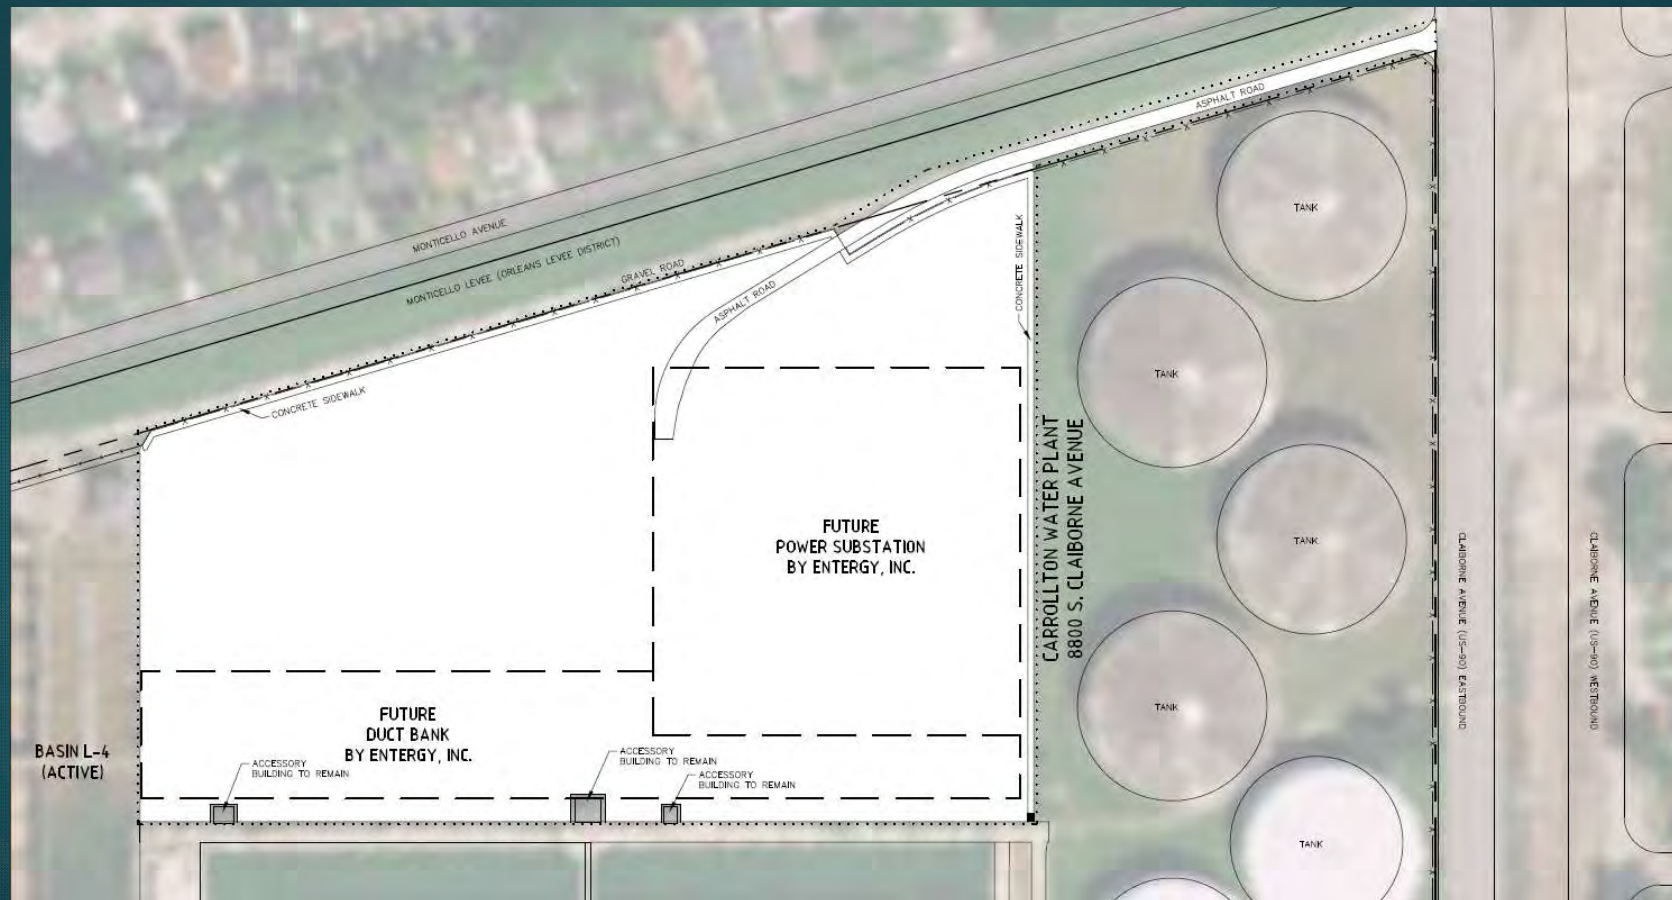 ASPHALT ROAD
TANK
MONTICELLO AVENUE
MONTICELLO LEVEE (ORLEANS LEVEE DISTRICT)
GRAVEL ROAD
ASPHALT ROAD
CONCRETE SIDEWALK
CONCRETE SIDEWALK
TANK
CARROLLTON WATER PLANT
8800 S. CLAIBORNE AVENUE
FUTURE
POWER SUBSTATION
BY ENTERGY, INC.
TANK
CLAIBORNE AVENUE (US-90) EASTBOUND
CLAIBORNE AVENUE (US-90) WESTBOUND
TANK
FUTURE
DUCT BANK
BY ENTERGY, INC.
BASIN L-4
(ACTIVE)
ACCESSORY
BUILDING TO REMAIN
ACCESSORY
BUILDING TO REMAIN
ACCESSORY
BUILDING TO REMAIN
TANK